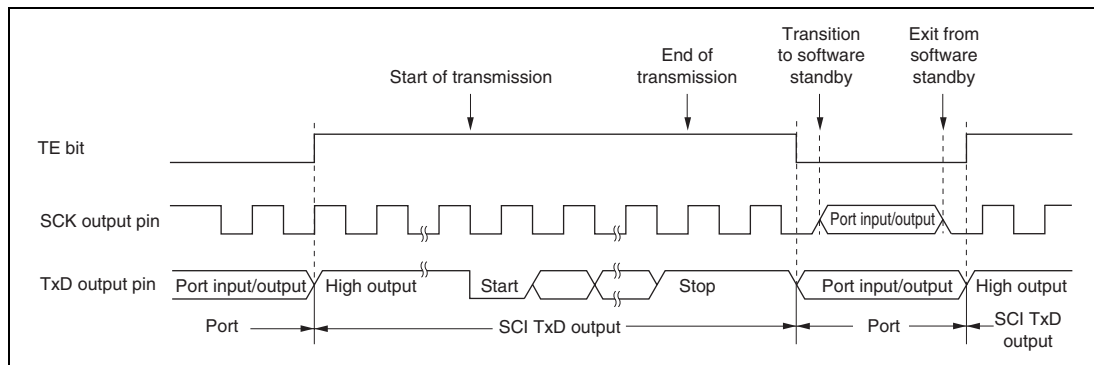 Transition
to software
standby
Exit from
software
standby
End of
transmission
Start of transmission
TE bit
SCK output pin
Port input/output
TxD output pin
Port input/output
High output
Start
Stop
Port input/output
High output
Port
SCI TxD output
Port
SCI TxD
output